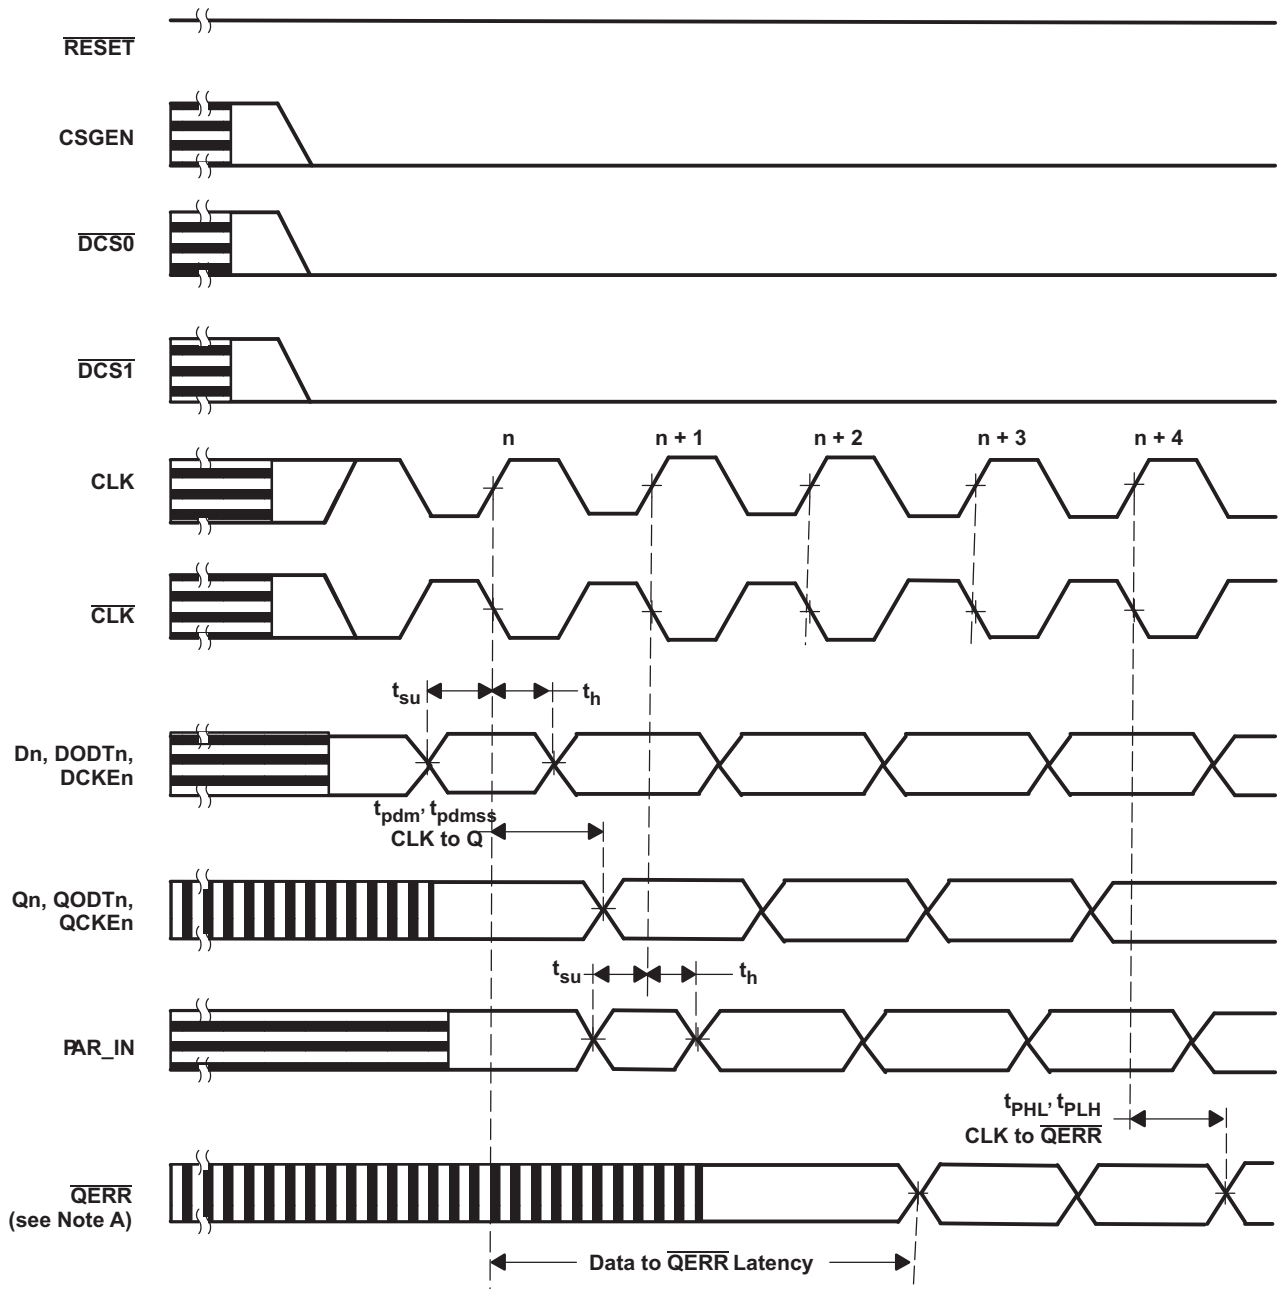 RESET
CSGEN
DCS0
DCS1
n
n + 1
n + 2
n + 3
n + 4
CLK
CLK
tsu
th
Dn, DODTn,
DCKEn
tpdm, tpdmss
CLK to Q
Qn, QODTn,
QCKEn
tsu
th
PAR_IN
tPHL, tPLH
CLK to QERR
QERR
(see Note A)
Data to QERR Latency